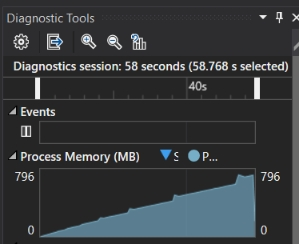 Diagnostic Tools
Diagnostics session: 58 seconds (58.768 s selected)
40s
Events
Process Memory (MB) S P...
796 796
0 0